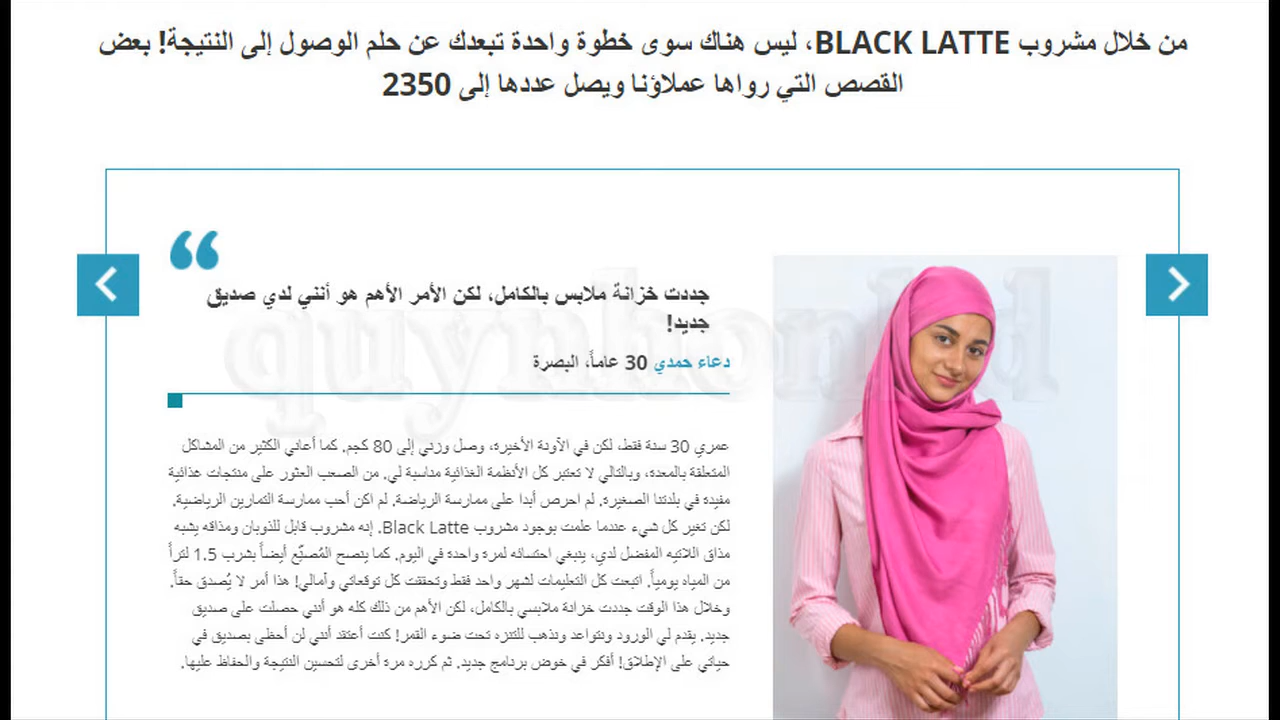 من خلال مشروب BLACK LATTE، ليس هناك سوى خطوة واحدة تبعدك عن حلم الوصول إلى النتيجة! بعض
القصص التي رواها عملاؤنا ويصل عددها إلى 2350
جددت خزانة ملابس بالكامل، لكن الأمر الأهم هو أنني لدي صديق
جديد!
دعاء حمدي 30 عاماً، البصرة
عمري 30 سنة فقط، لكن في الآونة الأخيرة، وصل وزني إلى 80 كجم. كما أعاني الكثير من المشاكل
المتعلقة بالمعدة، وبالتالي لا تعتبر كل الأنظمة الغذائية مناسبة لي. من الصعب العثور على منتجات غذائية
مفيدة في بلدتنا الصغيرة. لم احرص أبدا على ممارسة الرياضة. لم اكن أحب ممارسة التمارين الرياضية.
لكن تغير كل شيء عندما علمت بوجود مشروب Black Latte. إنه مشروب قابل للذوبان ومذاقه يشبه
مذاق اللاتيه المفضل لدي، ينبغي احتسائه لمرة واحدة في اليوم. كما ينصح المُصنّع أيضاً بشرب 1.5 لتراً
من المياه يومياً. اتبعت كل التعليمات لشهر واحد فقط وتحققت كل توقعاتي وآمالي! هذا أمر لا يُصدق حقاً.
وخلال هذا الوقت جددت خزانة ملابسي بالكامل، لكن الأهم من ذلك كله هو أنني حصلت على صديق
جديد. يقدم لي الورود ونتواعد ونذهب للتنزه تحت ضوء القمر! كنت أعتقد أنني لن أحظى بصديق في
حياتي على الإطلاق! أفكر في خوض برنامج جديد. ثم كرره مرة أخرى لتحسين النتيجة والحفاظ عليها.